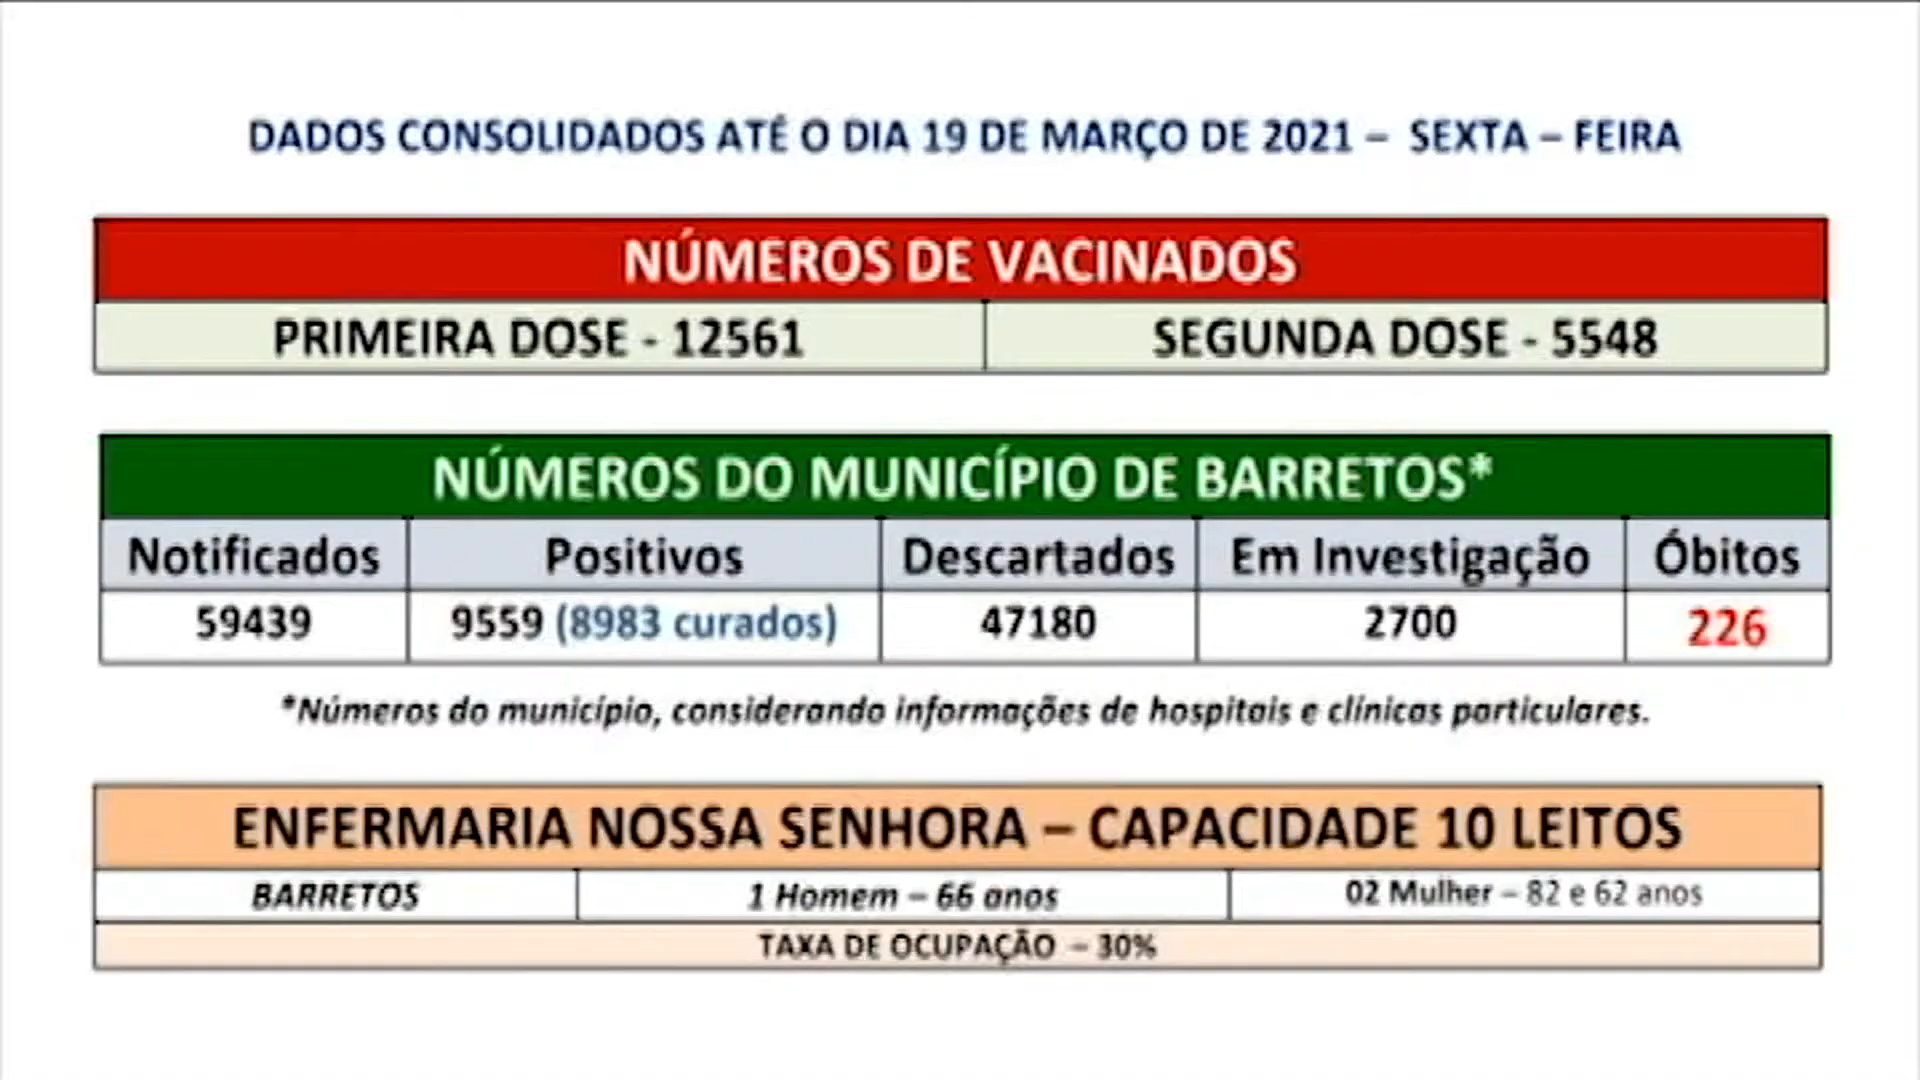 DADOS CONSOLIDADOS ATÉ O DIA 19 DE MARÇO DE 2021 – SEXTA – FEIRA
NÚMEROS DE VACINADOS
PRIMEIRA DOSE - 12561 SEGUNDA DOSE - 5548
NÚMEROS DO MUNICÍPIO DE BARRETOS*
Notificados Positivos Descartados Em Investigação Óbitos
59439 9559 (8983 curados) 47180 2700 226
*Números do município, considerando informações de hospitais e clínicas particulares.
ENFERMARIA NOSSA SENHORA – CAPACIDADE 10 LEITOS
BARRETOS 1 Homem – 66 anos 02 Mulher – 82 e 62 anos
TAXA DE OCUPAÇÃO – 30%